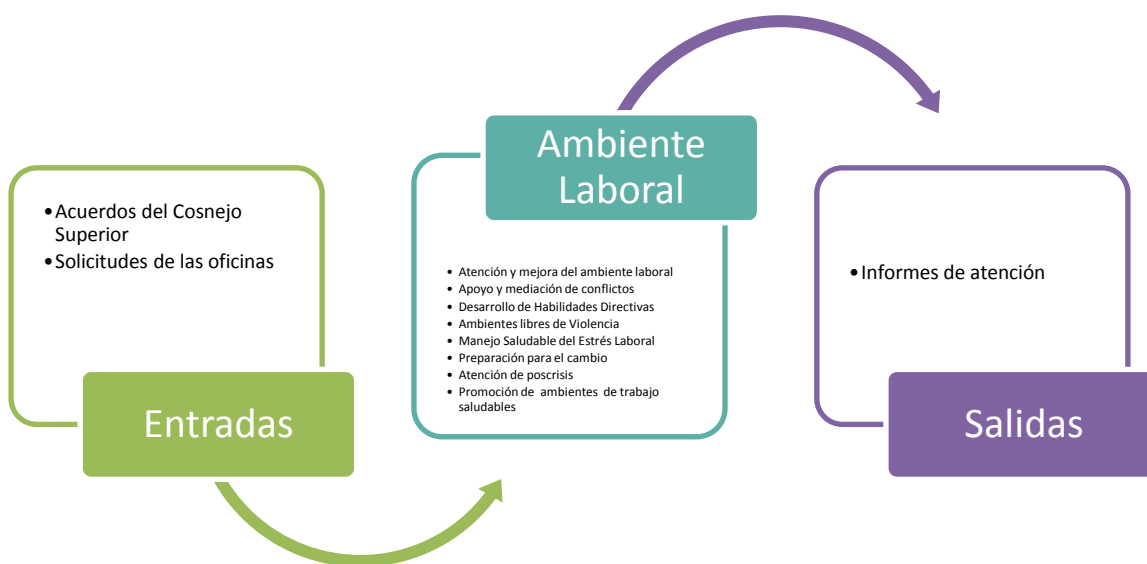 •Acuerdos del Cosnejo
Superior
•Solicitudes de las oficinas
Entradas
Ambiente
Laboral
• Atención y mejora del ambiente laboral
• Apoyo y mediación de conflictos
• Desarrollo de Habilidades Directivas
• Ambientes libres de Violencia
• Manejo Saludable del Estrés Laboral
• Preparación para el cambio
• Atención de poscrisis
• Promoción de ambientes de trabajo
saludables
•Informes de atención
Salidas